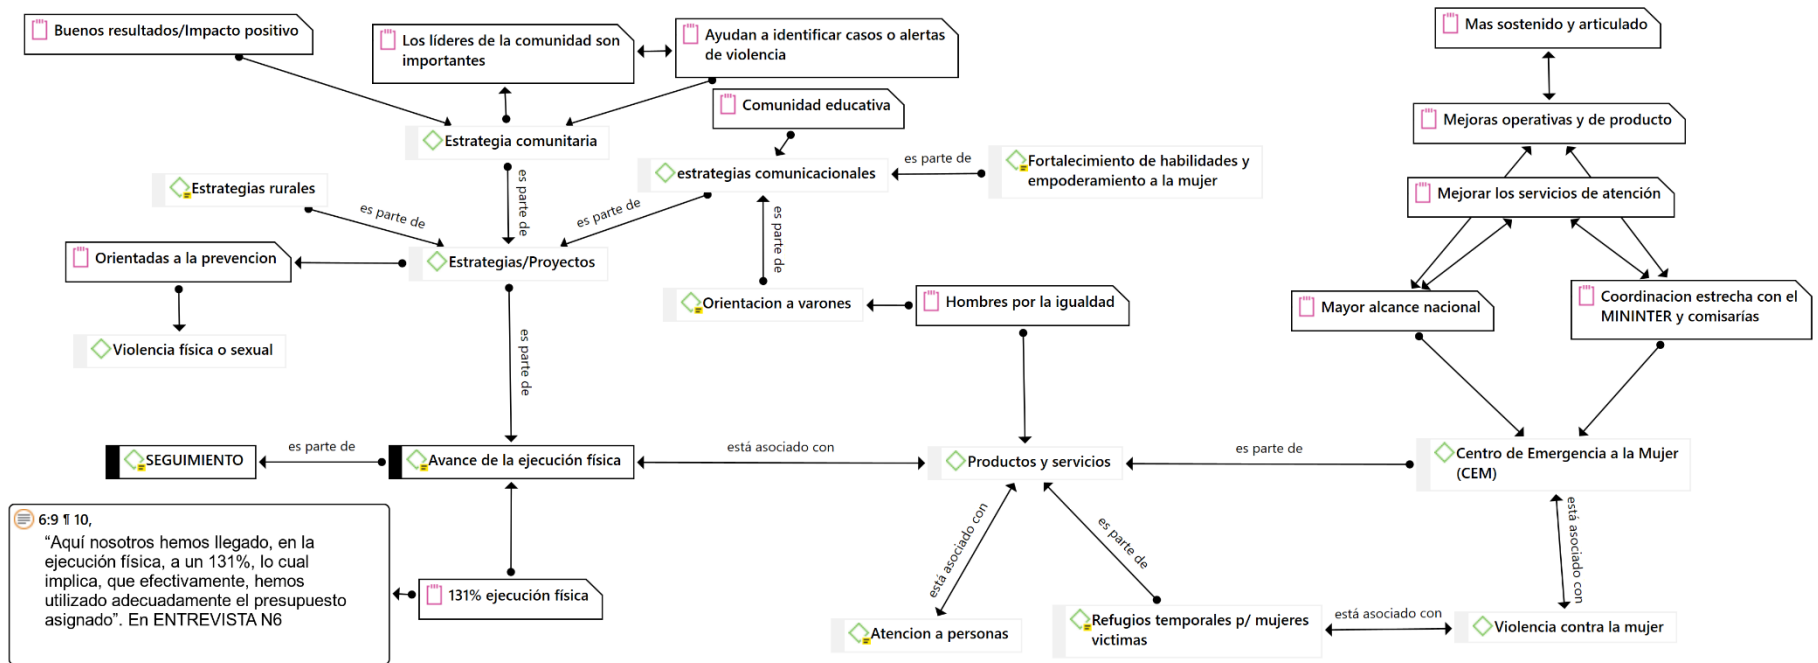 Buenos resultados/Impacto positivo
Los líderes de la comunidad son
importantes
Ayudan a identificar casos o alertas
de violencia
Mas sostenido y articulado
Comunidad educativa
Mejoras operativas y de producto
Estrategia comunitaria
estrategias comunicacionales
es parte de
Fortalecimiento de habilidades y
empoderamiento a la mujer
Estrategias rurales
es parte de
es parte de
es parte de
es parte de
Mejorar los servicios de atención
Orientadas a la prevencion
Estrategias/Proyectos
Orientacion a varones
Hombres por la igualdad
Mayor alcance nacional
Coordinacion estrecha con el
MININTER y comisarías
Violencia física o sexual
es parte de
SEGUIMIENTO
es parte de
Avance de la ejecución física
está asociado con
Productos y servicios
es parte de
Centro de Emergencia a la Mujer
(CEM)
6:9 ¶ 10,
“Aquí nosotros hemos llegado, en la
ejecución física, a un 131%, lo cual
implica, que efectivamente, hemos
utilizado adecuadamente el presupuesto
asignado”. En ENTREVISTA N6
131% ejecución física
está asociado con
es parte de
está asociado con
Atencion a personas
Refugios temporales p/ mujeres
victimas
está asociado con
Violencia contra la mujer